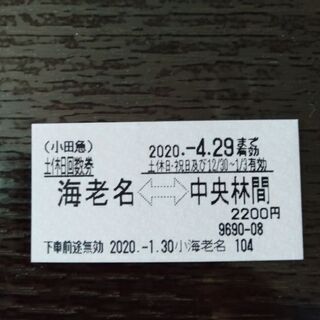 (小田急) 2020.-4.29まで有効
土休日回数券 土休日・祝日及び12/30~1/3有効
海老名⇔中央林間
2200円
9690-08
下車前途無効 2020.-1.30小海老名 104